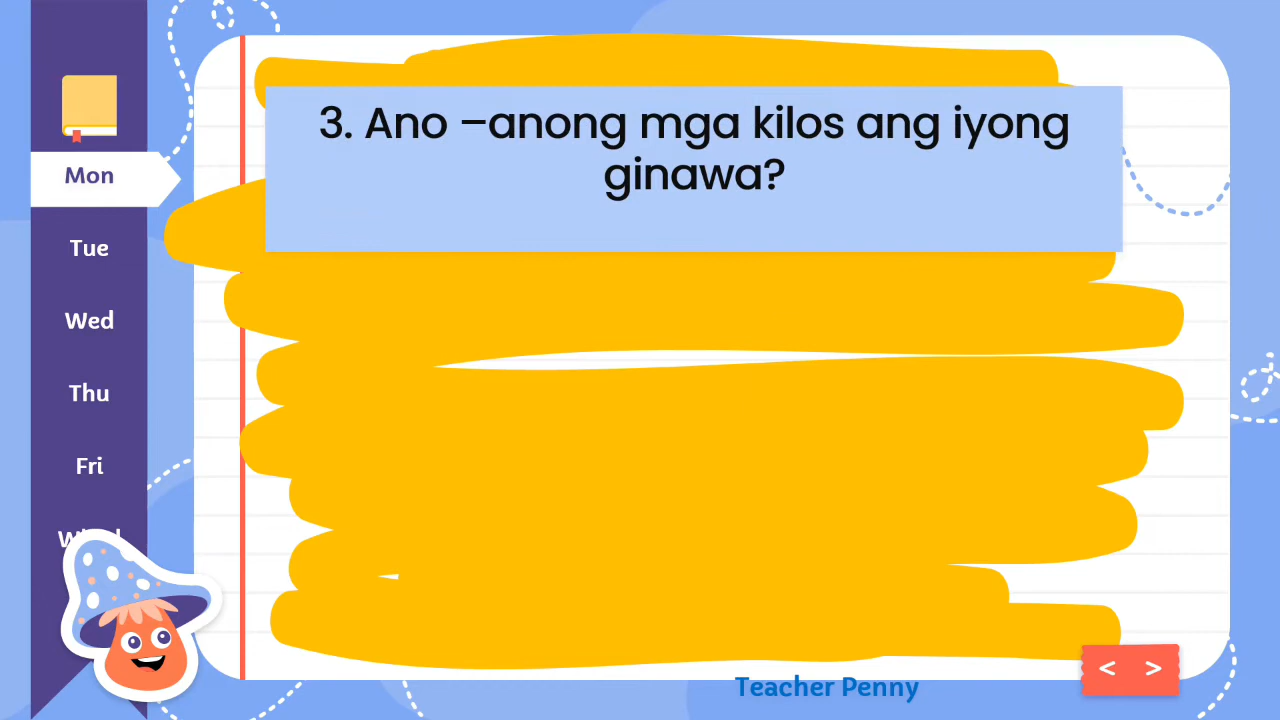 3. Ano –anong mga kilos ang iyong
ginawa?
Mon
Tue
Wed
Thu
Fri
Teacher Penny
< >